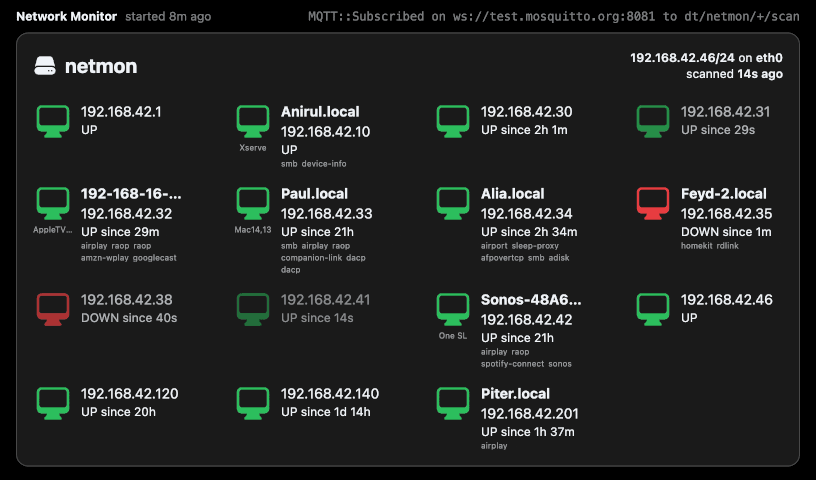 Network Monitor started 8m ago
MQTT::Subscribed on ws://test.mosquitto.org:8081 to dt/netmon/+/scan
netmon
192.168.42.46/24 on eth0
scanned 14s ago
192.168.42.1
UP
Xserve
Anirul.local
192.168.42.10
UP
smb device-info
192.168.42.30
UP since 2h 1m
192.168.42.31
UP since 29s
AppleTV...
192-168-16-...
192.168.42.32
UP since 29m
airplay raop raop
amzn-wplay googlecast
Mac14,13
Paul.local
192.168.42.33
UP since 21h
smb airplay raop
companion-link dacp
dacp
Alia.local
192.168.42.34
UP since 2h 34m
airport sleep-proxy
afpovertcp smb adisk
Feyd-2.local
192.168.42.35
DOWN since 1m
homekit rdlink
192.168.42.38
DOWN since 40s
192.168.42.41
UP since 14s
One SL
Sonos-48A6...
192.168.42.42
UP since 21h
airplay raop
spotify-connect sonos
192.168.42.46
UP
192.168.42.120
UP since 20h
192.168.42.140
UP since 1d 14h
Piter.local
192.168.42.201
UP since 1h 37m
airplay